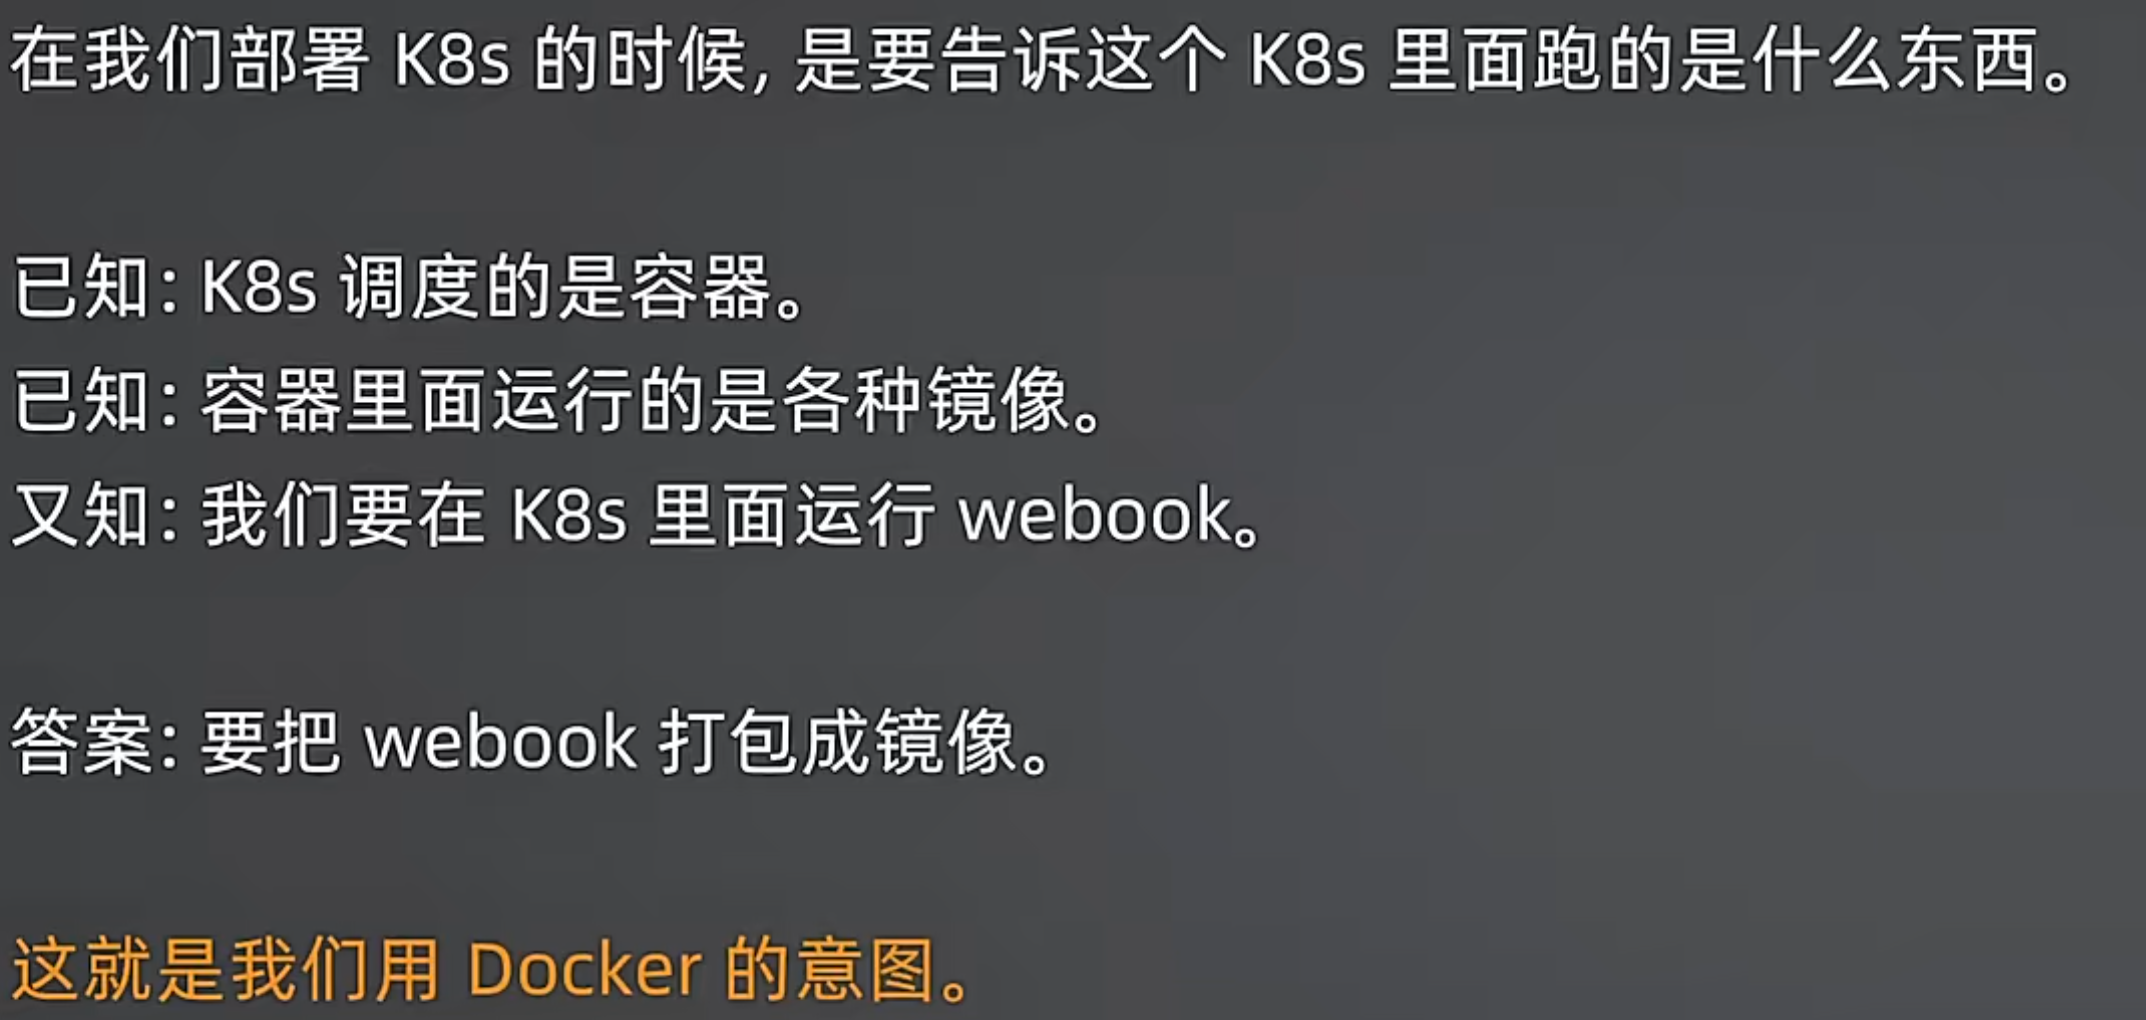 在我们部署 K8s 的时候, 是要告诉这个 K8s 里面跑的是什么东西。
已知: K8s 调度的是容器。
已知: 容器里面运行的是各种镜像。
又知: 我们要在 K8s 里面运行 webook。
答案: 要把 webook 打包成镜像。
这就是我们用 Docker 的意图。